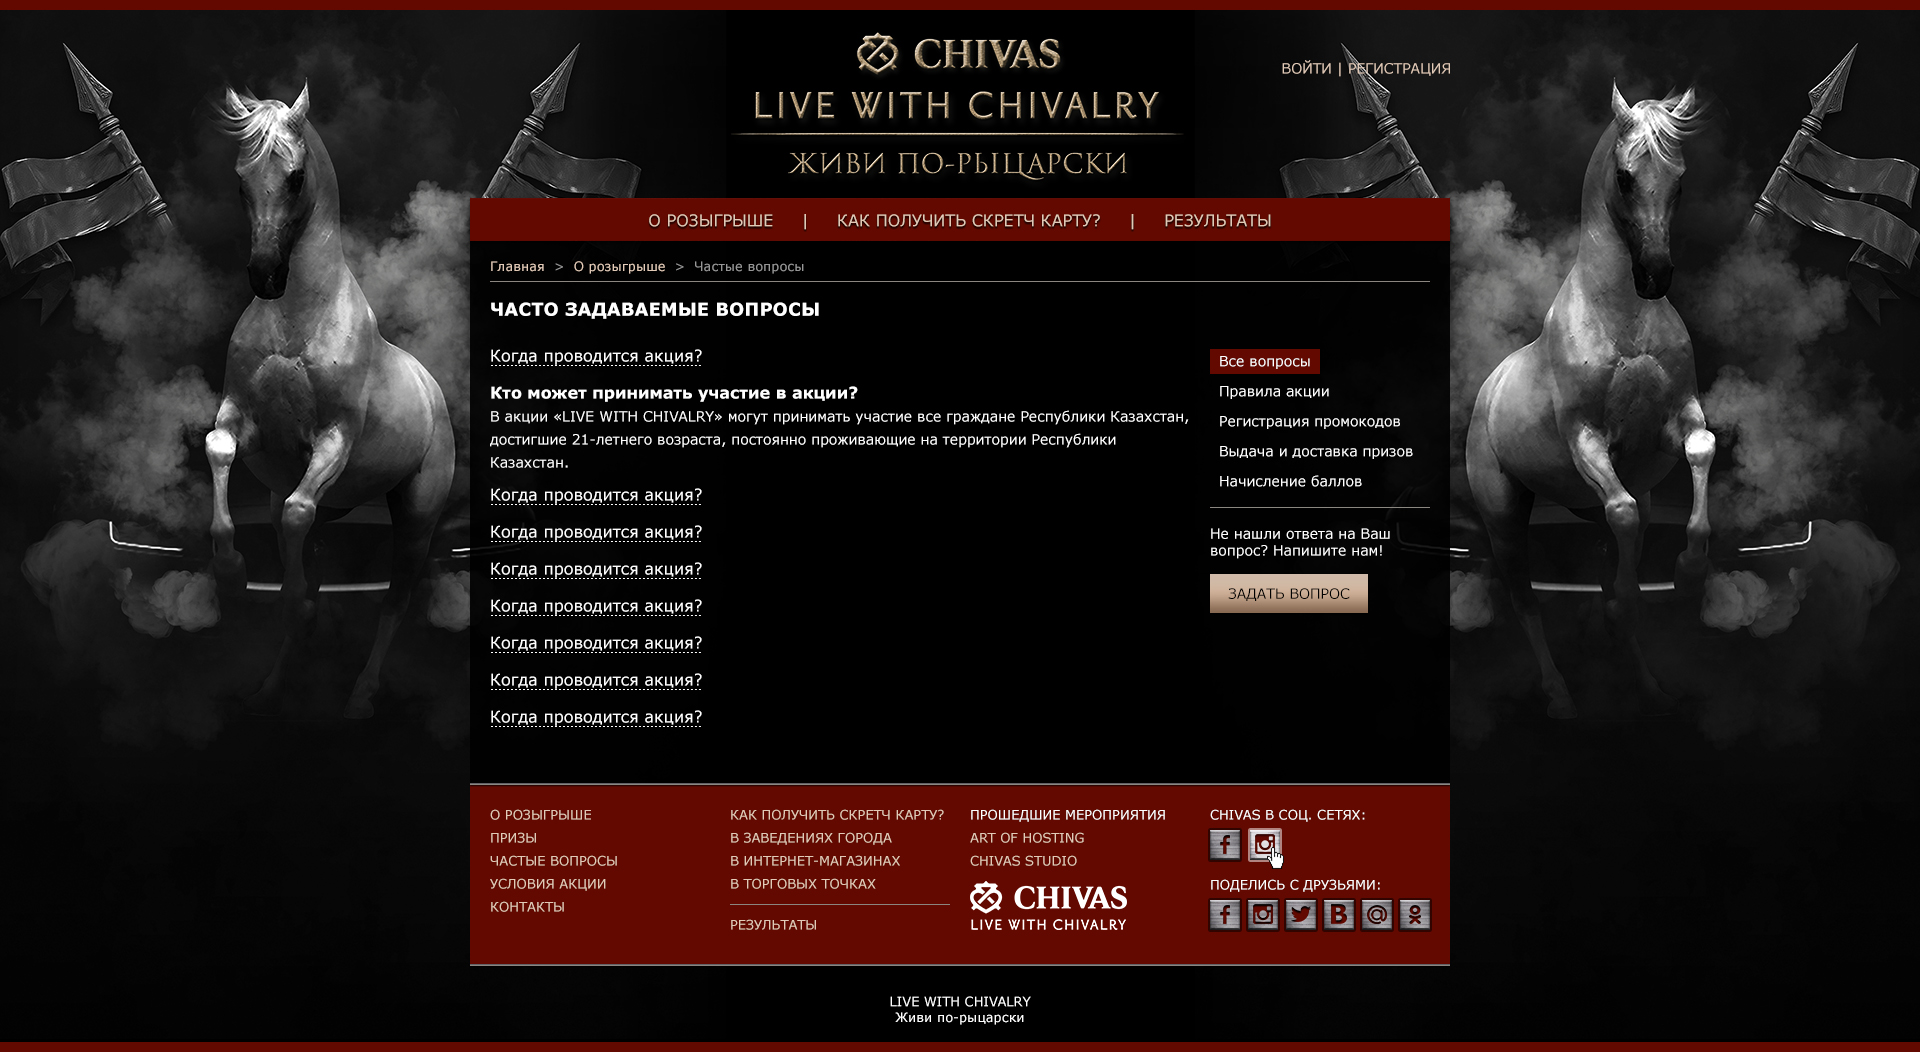 CHIVAS
LIVE WITH CHIVALRY
ЖИВИ ПО-РЫЦАРСКИ
ВОЙТИ | РЕГИСТРАЦИЯ
О РОЗЫГРЫШЕ | КАК ПОЛУЧИТЬ СКРЕТЧ КАРТУ? | РЕЗУЛЬТАТЫ
Главная > О розыгрыше > Частые вопросы
ЧАСТО ЗАДАВАЕМЫЕ ВОПРОСЫ
Когда проводится акция?
Кто может принимать участие в акции?
В акции «LIVE WITH CHIVALRY» могут принимать участие все граждане Республики Казахстан,
достигшие 21-летнего возраста, постоянно проживающие на территории Республики
Казахстан.
Когда проводится акция?
Когда проводится акция?
Когда проводится акция?
Когда проводится акция?
Когда проводится акция?
Когда проводится акция?
Когда проводится акция?
Все вопросы
Правила акции
Регистрация промокодов
Выдача и доставка призов
Начисление баллов
Не нашли ответа на Ваш
вопрос? Напишите нам!
ЗАДАТЬ ВОПРОС
О РОЗЫГРЫШЕ
ПРИЗЫ
ЧАСТЫЕ ВОПРОСЫ
УСЛОВИЯ АКЦИИ
КОНТАКТЫ
КАК ПОЛУЧИТЬ СКРЕТЧ КАРТУ?
В ЗАВЕДЕНИЯХ ГОРОДА
В ИНТЕРНЕТ-МАГАЗИНАХ
В ТОРГОВЫХ ТОЧКАХ
РЕЗУЛЬТАТЫ
ПРОШЕДШИЕ МЕРОПРИЯТИЯ
ART OF HOSTING
CHIVAS STUDIO
CHIVAS
LIVE WITH CHIVALRY
CHIVAS В СОЦ. СЕТЯХ:
ПОДЕЛИСЬ С ДРУЗЬЯМИ:
LIVE WITH CHIVALRY
Живи по-рыцарски